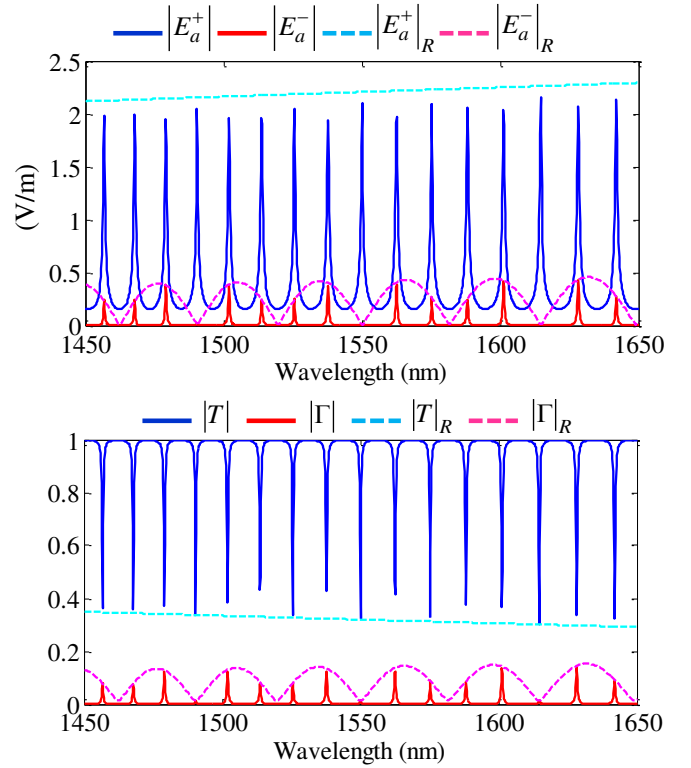 |E_a^+| |E_a^-| |E_a^+|_R |E_a^-|_R
2.5
2
1.5
1
0.5
0
(V/m)
1450 1500 1550 1600 1650
Wavelength (nm)
|T| |Γ| |T|_R |Γ|_R
1
0.8
0.6
0.4
0.2
0
1450 1500 1550 1600 1650
Wavelength (nm)